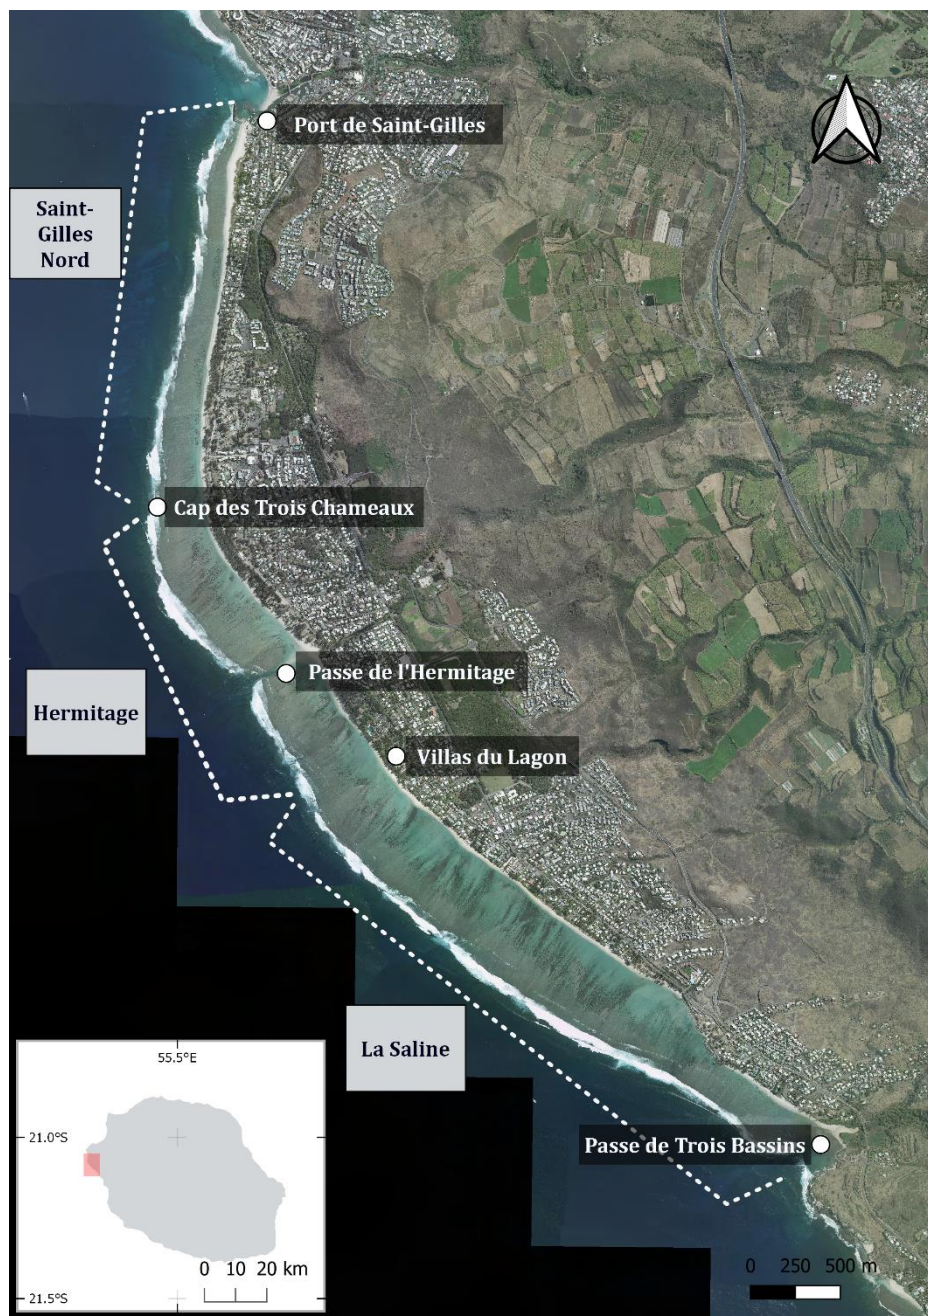 Port de Saint-Gilles
Saint-
Gilles
Nord
Cap des Trois Chameaux
Passe de l'Hermitage
Hermitage
Villas du Lagon
La Saline
Passe de Trois Bassins
55.5°E
21.0°S
0 10 20 km
21.5°S
0 250 500 m